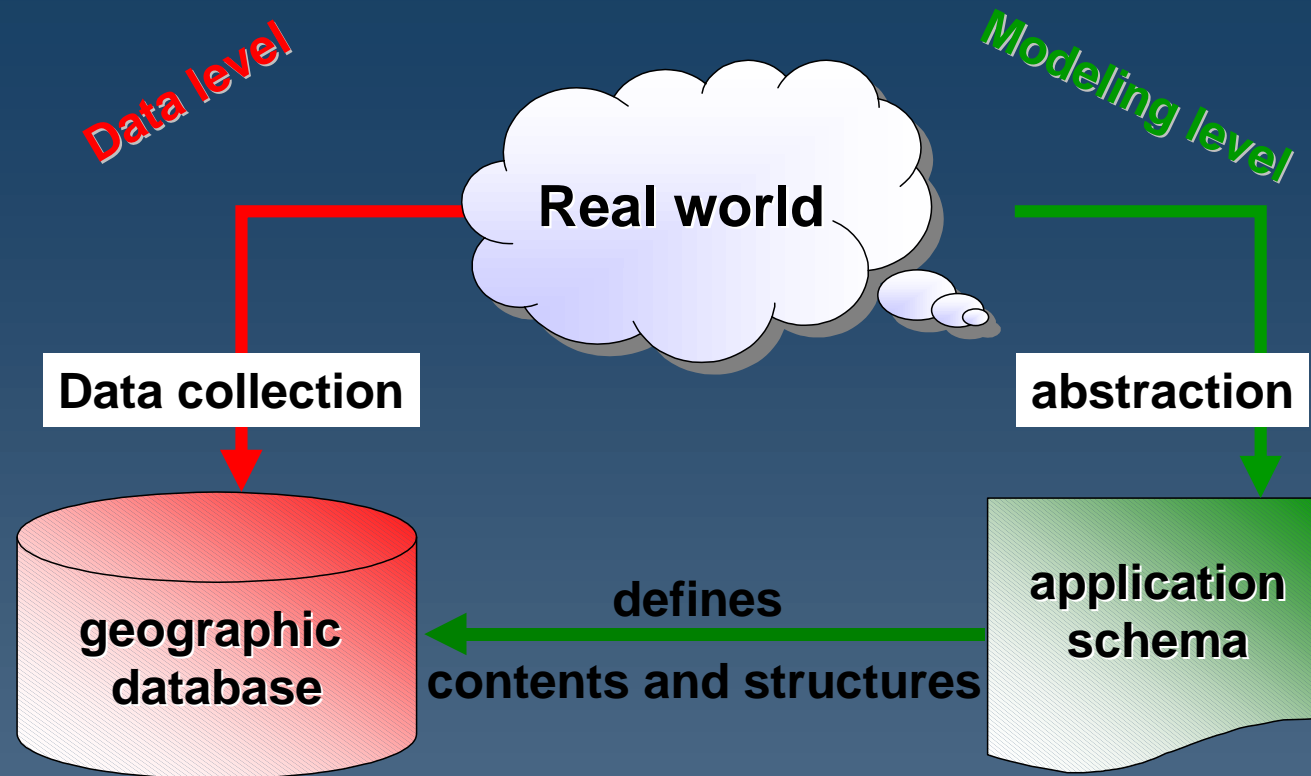 Data level
Modeling level
Real world
Data collection
abstraction
geographic
database
defines
contents and structures
application
schema